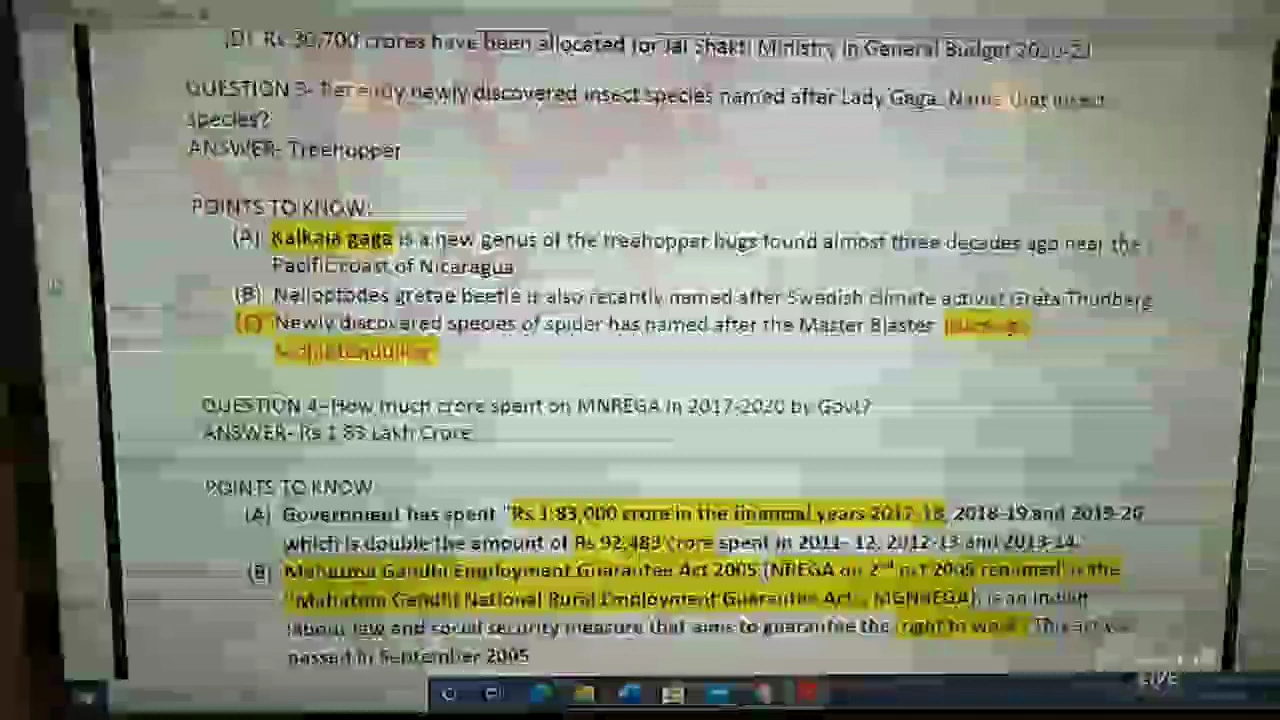 (D) Rs 30,700 crores have been allocated for Jal Shakti Ministry in General Budget 2020-21
QUESTION 3- Recently newly discovered insect species named after Lady Gaga. Name that insect
species?
ANSWER- Treehopper
POINTS TO KNOW:
(A) Kaikaia gaga is a new genus of the treehopper bugs found almost three decades ago near the
Pacific coast of Nicaragua
(B) Nelloptodes gretae beetle is also recently named after Swedish climate activist Greta Thunberg
(C) Newly discovered species of spider has named after the Master Blaster
QUESTION 4- How much crore spent on MNREGA in 2017-2020 by Govt?
ANSWER- Rs 1.83 Lakh Crore
POINTS TO KNOW
(A) Government has spent "Rs 1,83,000 crore in the financial years 2017-18, 2018-19 and 2019-20
which is double the amount of Rs 92,483 crore spent in 2011-12, 2012-13 and 2013-14.
(B) Mahatma Gandhi Employment Guarantee Act 2005 (NREGA on 2nd oct 2005 renamed the
"Mahatma Gandhi National Rural Employment Guarantee Act", MGNREGA), is an Indian
labour law and social security measure that aims to guarantee the 'right to work'. This act was
passed in September 2005
LIVE